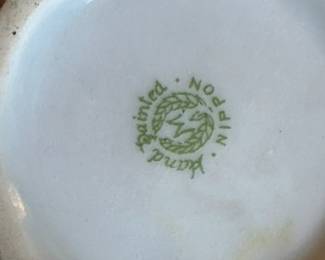 hand painted · NIPPON ·
M